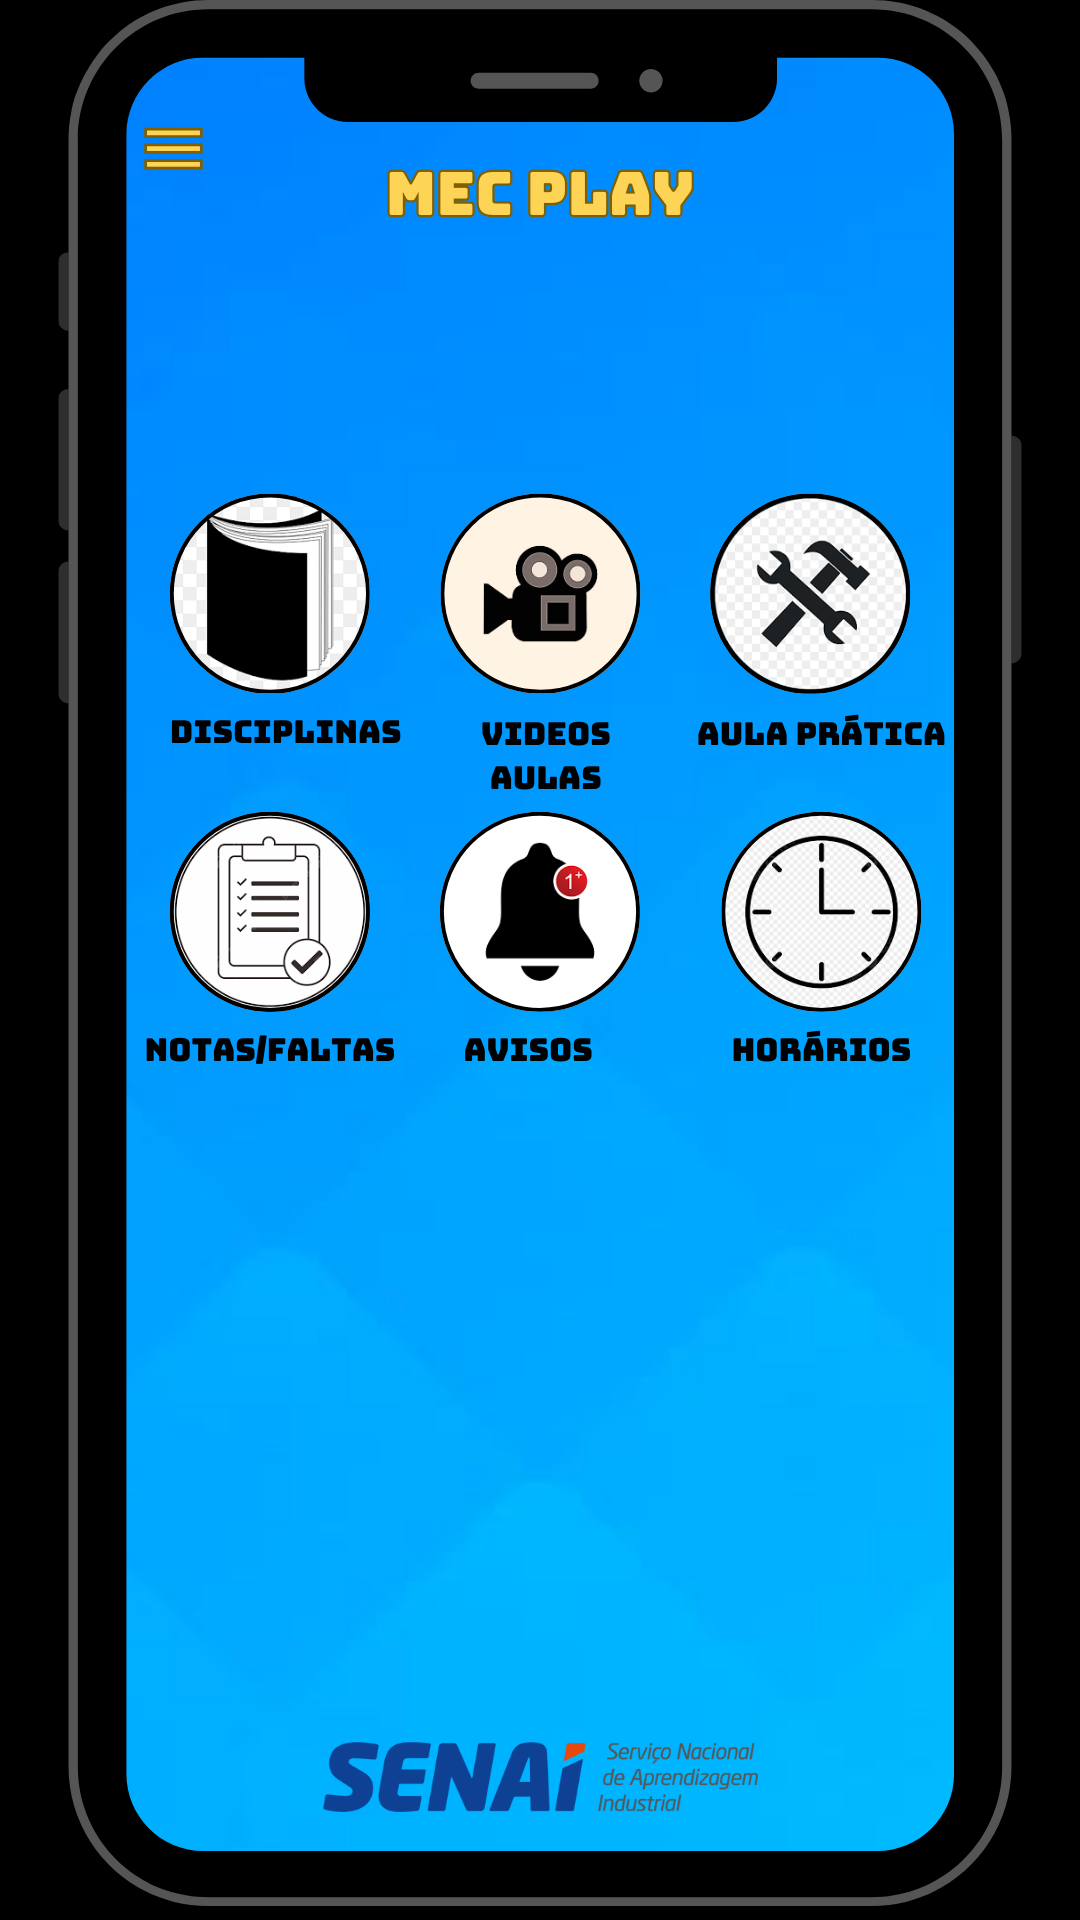 MEC PLAY
DISCIPLINAS
VIDEOS
AULAS
AULA PRÁTICA
1+
NOTAS/FALTAS
AVISOS
HORÁRIOS
SENAI
Serviço Nacional
de Aprendizagem
Industrial